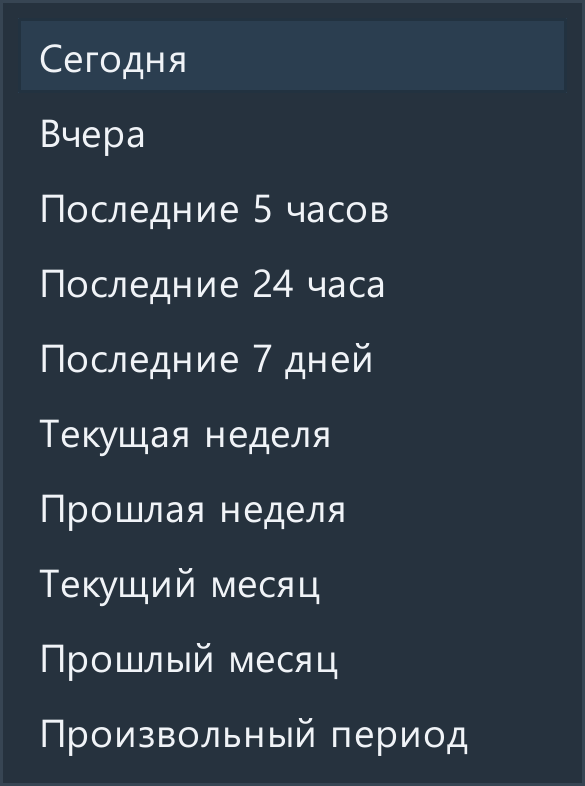 Сегодня
Вчера
Последние 5 часов
Последние 24 часа
Последние 7 дней
Текущая неделя
Прошлая неделя
Текущий месяц
Прошлый месяц
Произвольный период